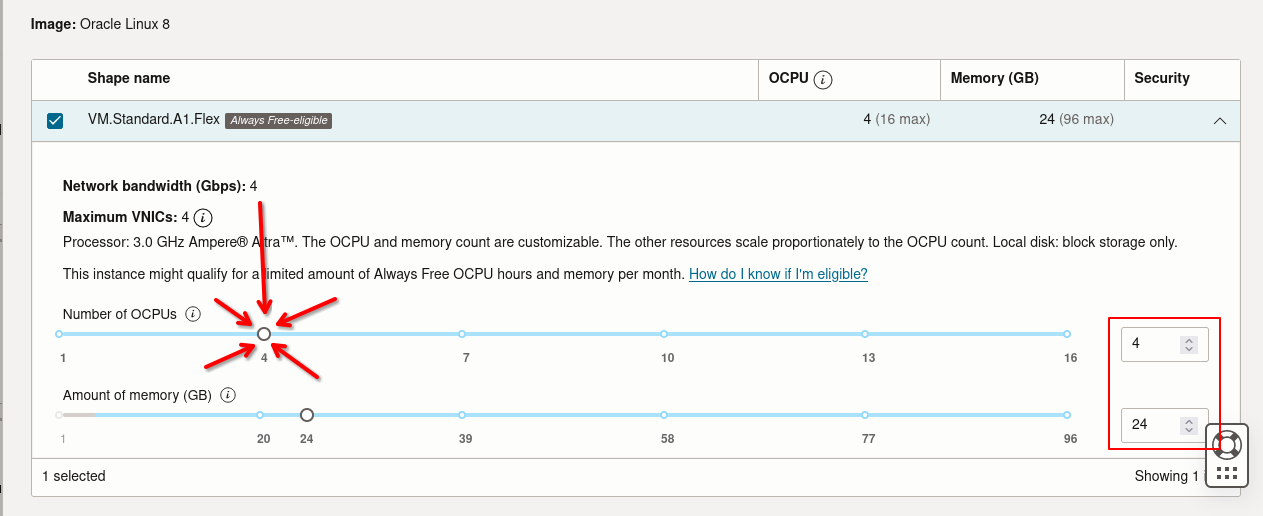 Image: Oracle Linux 8
Shape name OCPU i Memory (GB) Security
VM.Standard.A1.Flex Always Free-eligible 4 (16 max) 24 (96 max)
Network bandwidth (Gbps): 4
Maximum VNICs: 4 i
Processor: 3.0 GHz Ampere® Altra™. The OCPU and memory count are customizable. The other resources scale proportionately to the OCPU count. Local disk: block storage only.
This instance might qualify for a limited amount of Always Free OCPU hours and memory per month. How do I know if I'm eligible?
Number of OCPUs i
4
1 4 7 10 13 16
Amount of memory (GB) i
24
1 20 24 39 58 77 96
1 selected Showing 1